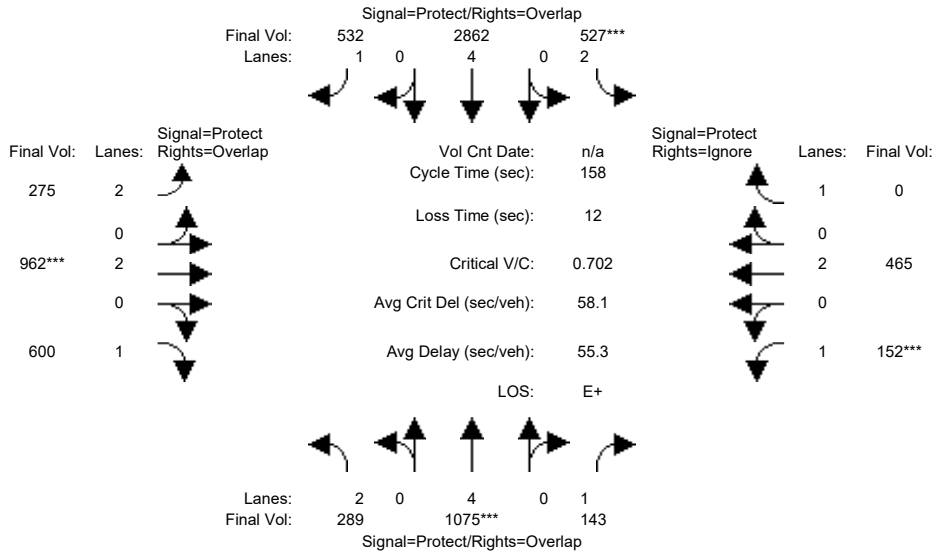 Signal=Protect/Rights=Overlap
Final Vol: 532 2862 527***
Lanes: 1 0 4 0 2
Signal=Protect Signal=Protect
Final Vol: Lanes: Rights=Overlap Vol Cnt Date: n/a Rights=Ignore Lanes: Final Vol:
Cycle Time (sec): 158
275 2 1 0
Loss Time (sec): 12
0 0
962*** 2 Critical V/C: 0.702 2 465
0 Avg Crit Del (sec/veh): 58.1 0
600 1 Avg Delay (sec/veh): 55.3 1 152***
LOS: E+
Lanes: 2 0 4 0 1
Final Vol: 289 1075*** 143
Signal=Protect/Rights=Overlap